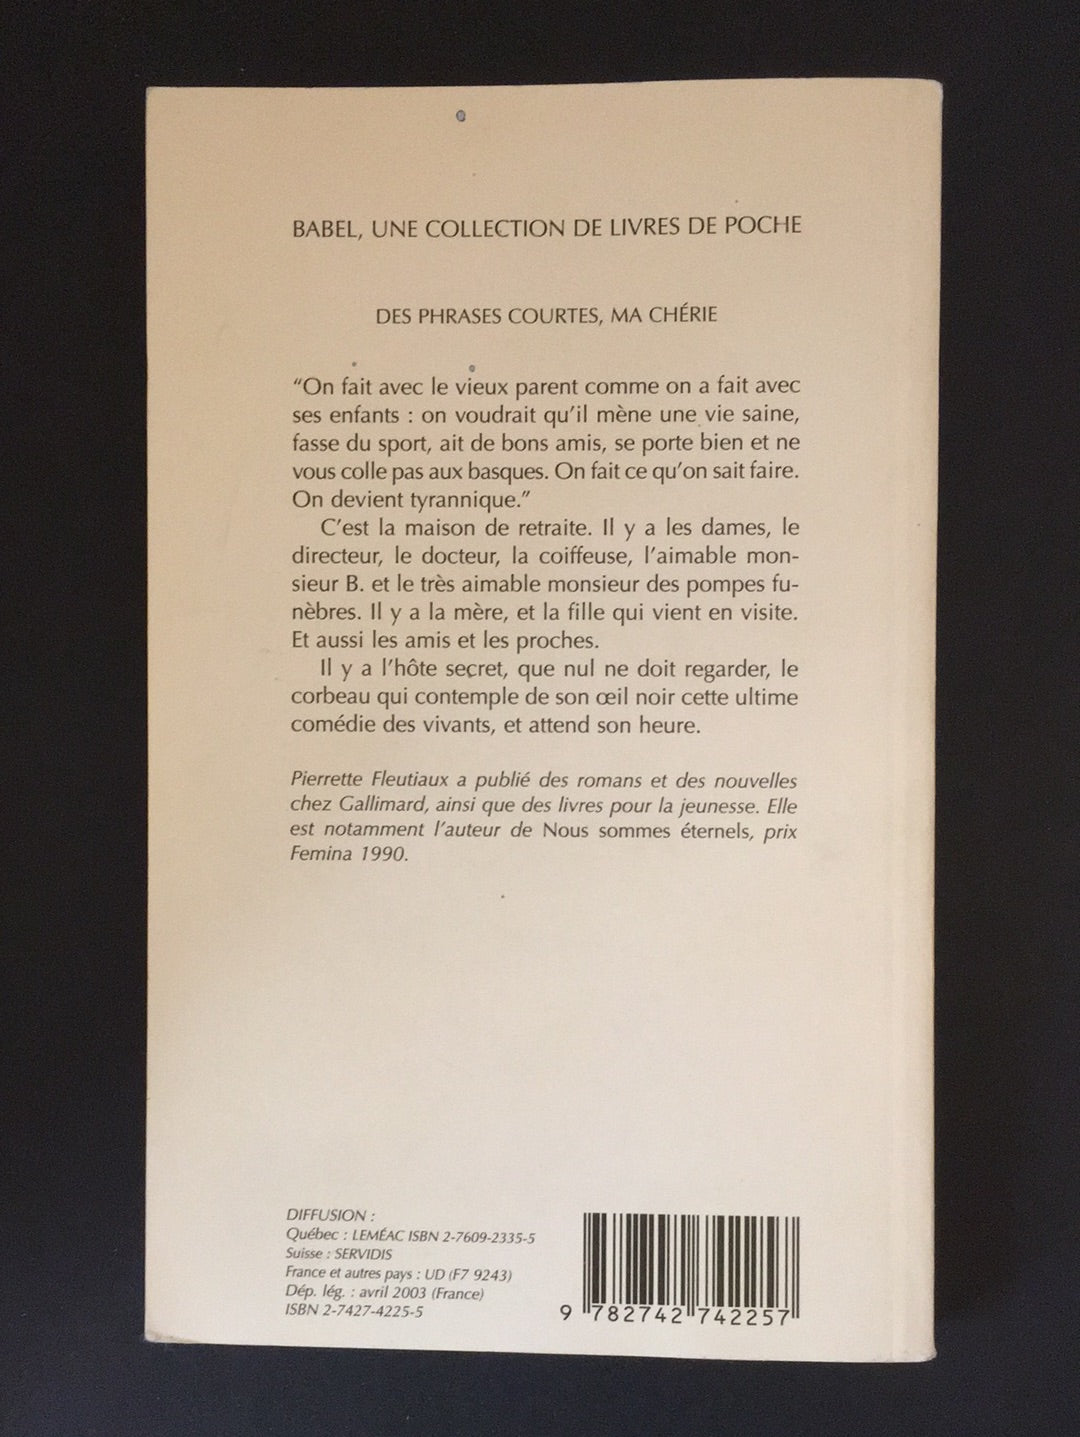 BABEL, UNE COLLECTION DE LIVRES DE POCHE
DES PHRASES COURTES, MA CHÉRIE
“On fait avec le vieux parent comme on a fait avec
ses enfants : on voudrait qu’il mène une vie saine,
fasse du sport, ait de bons amis, se porte bien et ne
vous colle pas aux basques. On fait ce qu’on sait faire.
On devient tyrannique.”
C’est la maison de retraite. Il y a les dames, le
directeur, le docteur, la coiffeuse, l’aimable mon-
sieur B. et le très aimable monsieur des pompes fu-
nèbres. Il y a la mère, et la fille qui vient en visite.
Et aussi les amis et les proches.
Il y a l’hôte secret, que nul ne doit regarder, le
corbeau qui contemple de son œil noir cette ultime
comédie des vivants, et attend son heure.
Pierrette Fleutiaux a publié des romans et des nouvelles
chez Gallimard, ainsi que des livres pour la jeunesse. Elle
est notamment l’auteur de Nous sommes éternels, prix
Femina 1990.
DIFFUSION :
Québec : LEMÉAC ISBN 2-7609-2335-5
Suisse : SERVIDIS
France et autres pays : UD (F7 9243)
Dép. lég. : avril 2003 (France)
ISBN 2-7427-4225-5
9 782742 742257